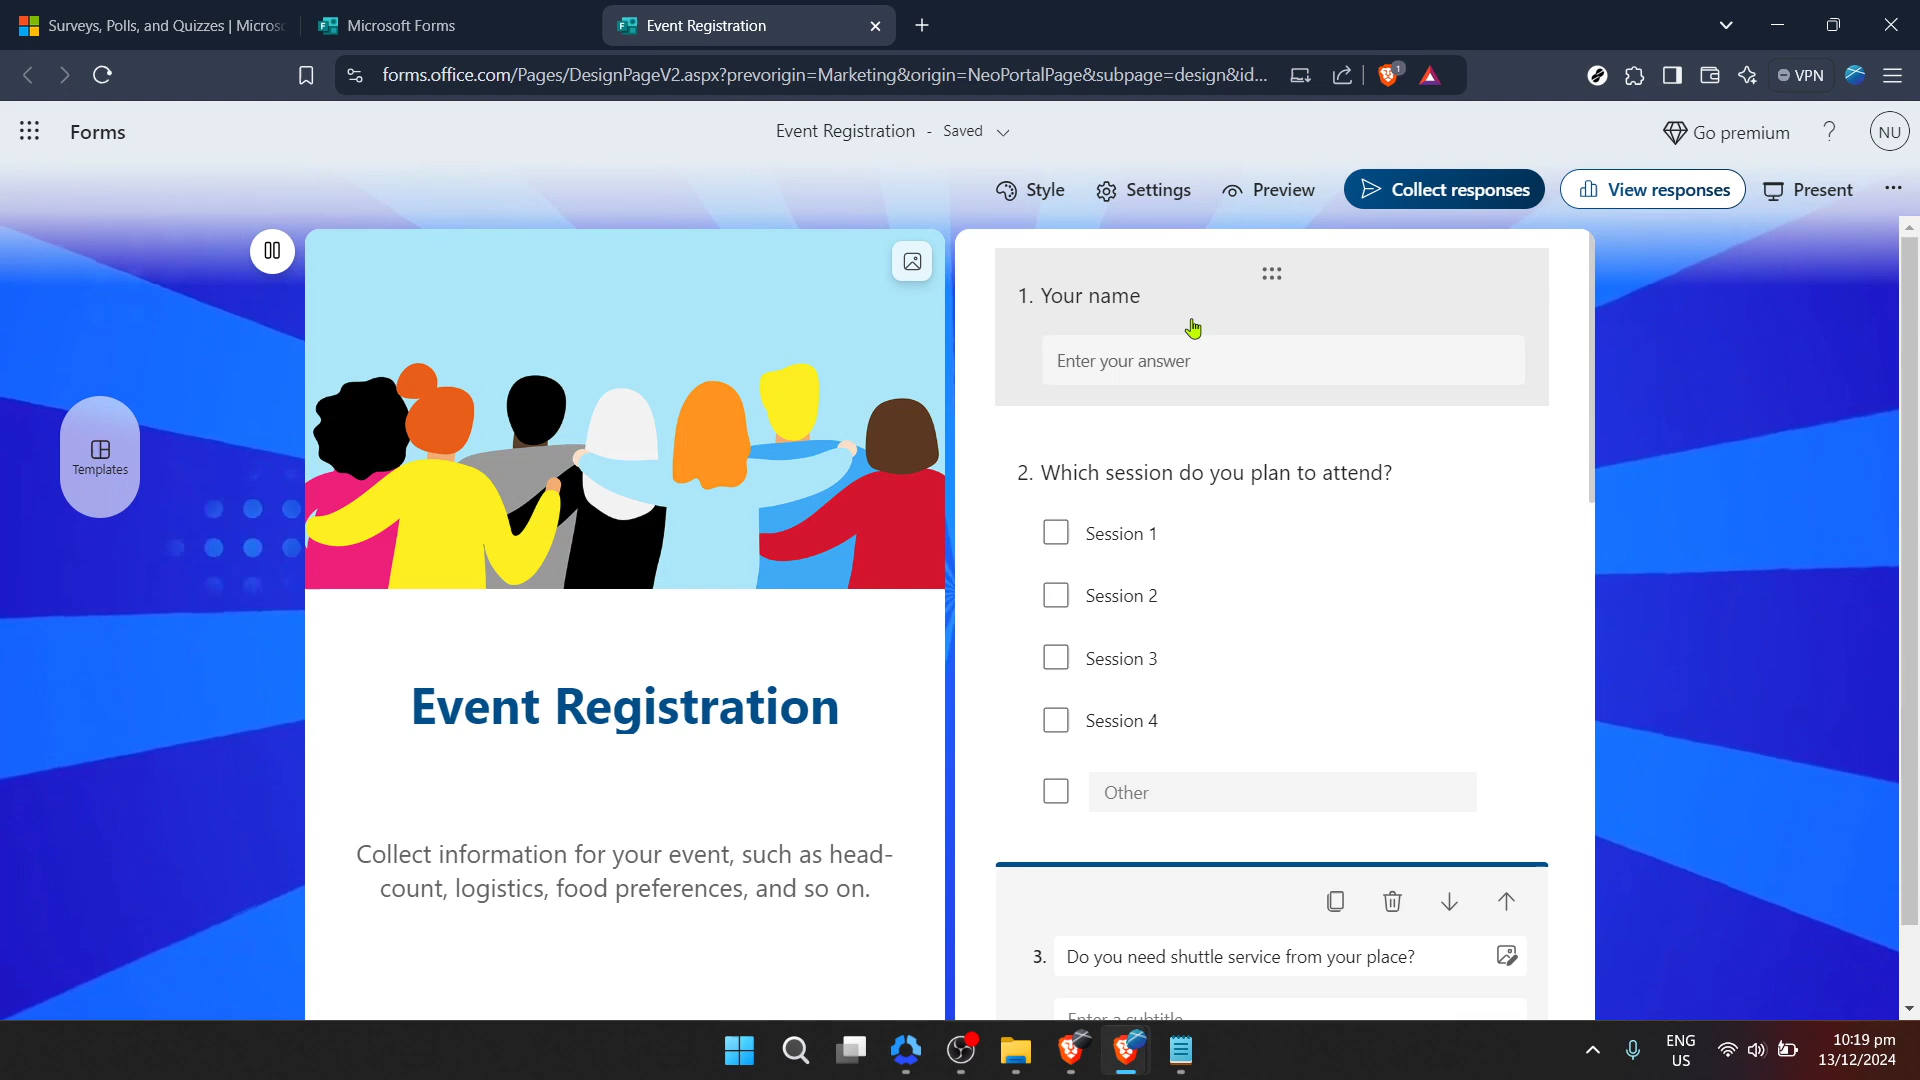 Surveys, Polls, and Quizzes | Micros
Microsoft Forms
Event Registration
forms.office.com/Pages/DesignPageV2.aspx?prevorigin=Marketing&origin=NeoPortalPage&subpage=design&id...
1
VPN
Forms
Event Registration - Saved
Go premium
?
NU
Style
Settings
Preview
Collect responses
View responses
Present
Templates
Event Registration
Collect information for your event, such as head-
count, logistics, food preferences, and so on.
1. Your name
Enter your answer
2. Which session do you plan to attend?
Session 1
Session 2
Session 3
Session 4
Other
3. Do you need shuttle service from your place?
Enter a subtitle
ENG
US
10:19 pm
13/12/2024